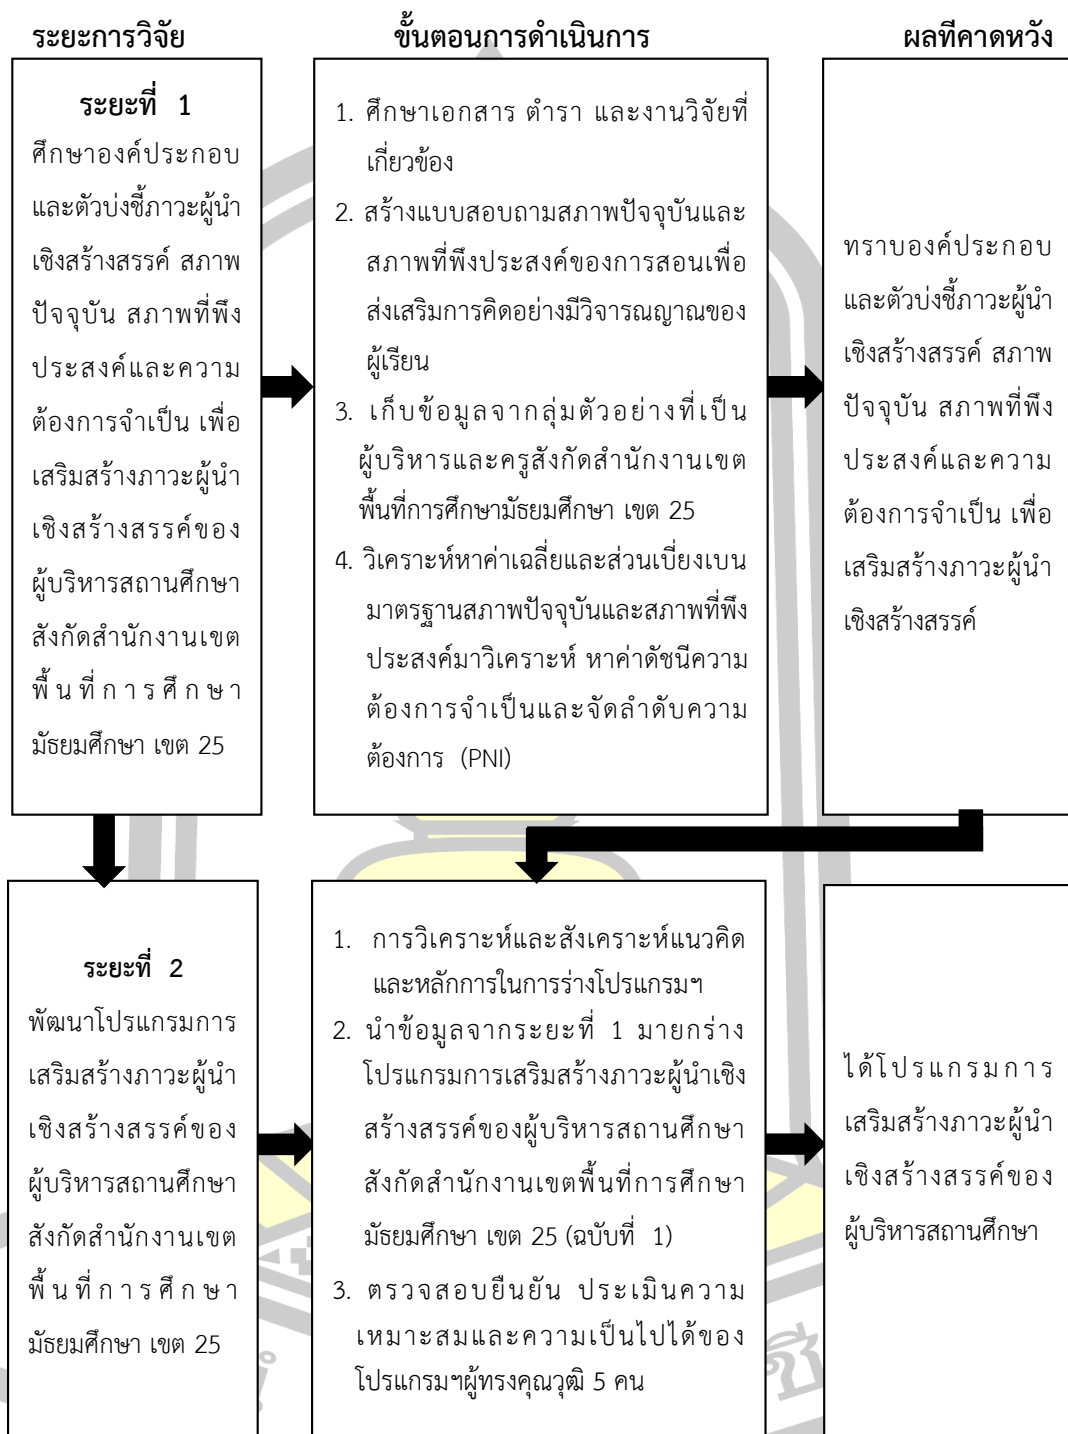 ระยะการวิจัย ขั้นตอนการดำเนินการ ผลที่คาดหวัง
ระยะที่ 1
ศึกษาองค์ประกอบ
และตัวบ่งชี้ภาวะผู้นำ
เชิงสร้างสรรค์ สภาพ
ปัจจุบัน สภาพที่พึง
ประสงค์และความ
ต้องการจำเป็น เพื่อ
เสริมสร้างภาวะผู้นำ
เชิงสร้างสรรค์ของ
ผู้บริหารสถานศึกษา
สังกัดสำนักงานเขต
พื้นที่การศึกษา
มัธยมศึกษา เขต 25
1. ศึกษาเอกสาร ตำรา และงานวิจัยที่
เกี่ยวข้อง
2. สร้างแบบสอบถามสภาพปัจจุบันและ
สภาพที่พึงประสงค์ของการสอนเพื่อ
ส่งเสริมการคิดอย่างมีวิจารณญาณของ
ผู้เรียน
3. เก็บข้อมูลจากลุ่มตัวอย่างที่เป็น
ผู้บริหารและครูสังกัดสำนักงานเขต
พื้นที่การศึกษามัธยมศึกษา เขต 25
4. วิเคราะห์หาค่าเฉลี่ยและส่วนเบี่ยงเบน
มาตรฐานสภาพปัจจุบันและสภาพที่พึง
ประสงค์มาวิเคราะห์ หาค่าดัชนีความ
ต้องการจำเป็นและจัดลำดับความ
ต้องการ (PNI)
ทราบองค์ประกอบ
และตัวบ่งชี้ภาวะผู้นำ
เชิงสร้างสรรค์ สภาพ
ปัจจุบัน สภาพที่พึง
ประสงค์และความ
ต้องการจำเป็น เพื่อ
เสริมสร้างภาวะผู้นำ
เชิงสร้างสรรค์
ระยะที่ 2
พัฒนาโปรแกรมการ
เสริมสร้างภาวะผู้นำ
เชิงสร้างสรรค์ของ
ผู้บริหารสถานศึกษา
สังกัดสำนักงานเขต
พื้นที่การศึกษา
มัธยมศึกษา เขต 25
1. การวิเคราะห์และสังเคราะห์แนวคิด
และหลักการในการร่างโปรแกรมฯ
2. นำข้อมูลจากระยะที่ 1 มายกร่าง
โปรแกรมการเสริมสร้างภาวะผู้นำเชิง
สร้างสรรค์ของผู้บริหารสถานศึกษา
สังกัดสำนักงานเขตพื้นที่การศึกษา
มัธยมศึกษา เขต 25 (ฉบับที่ 1)
3. ตรวจสอบยืนยัน ประเมินความ
เหมาะสมและความเป็นไปได้ของ
โปรแกรมฯผู้ทรงคุณวุฒิ 5 คน
ได้โปรแกรมการ
เสริมสร้างภาวะผู้นำ
เชิงสร้างสรรค์ของ
ผู้บริหารสถานศึกษา